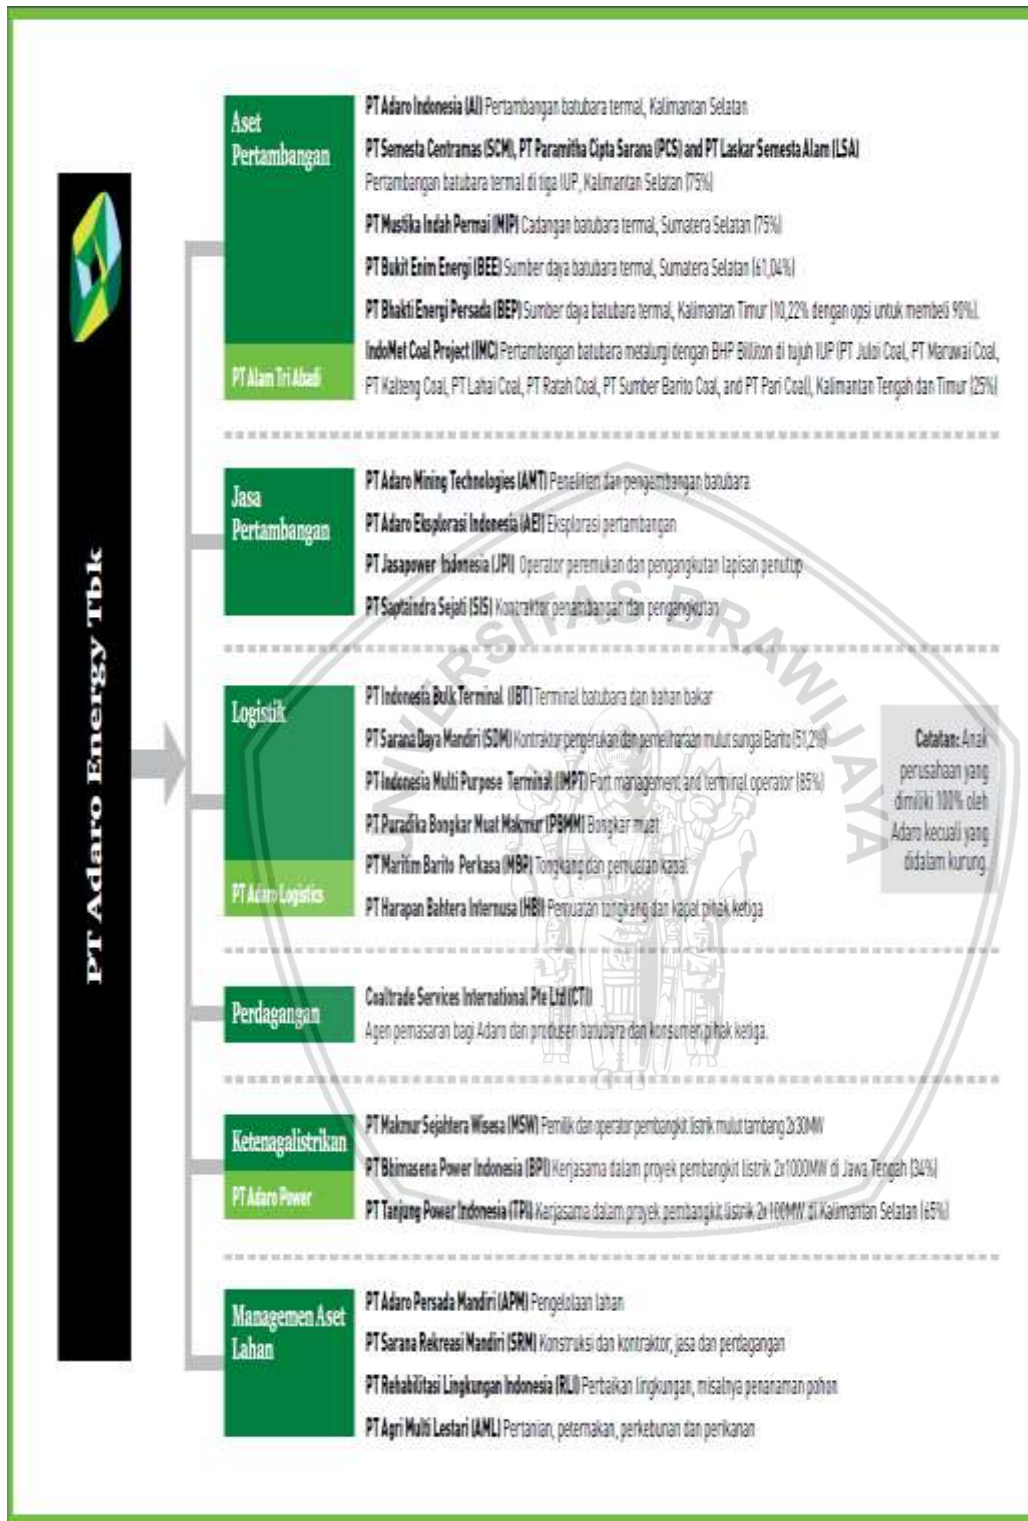 PT Adaro Energy Tbk
Aset
Pertambangan
PT Alam Tri Abadi
PT Adaro Indonesia (AI) Pertambangan batubara termal, Kalimantan Selatan
PT Semesta Centramas (SCM), PT Paramitha Cipta Sarana (PCS) and PT Laskar Semesta Alam (LSA)
Pertambangan batubara termal di tiga IUP, Kalimantan Selatan (75%)
PT Mustika Indah Permai (MIP) Cadangan batubara termal, Sumatera Selatan (75%)
PT Bukit Enim Energi (BEE) Sumber daya batubara termal, Sumatera Selatan (61,04%)
PT Bhakti Energi Persada (BEP) Sumber daya batubara termal, Kalimantan Timur (10,22% dengan opsi untuk membeli 90%).
IndoMet Coal Project (IMC) Pertambangan batubara metalurgi dengan BHP Billiton di tujuh IUP (PT Juloi Coal, PT Maruwai Coal,
PT Kalteng Coal, PT Lahai Coal, PT Ratah Coal, PT Sumber Barito Coal, and PT Pari Coal), Kalimantan Tengah dan Timur (25%)
Jasa
Pertambangan
PT Adaro Mining Technologies (AMT) Penelitian dan pengembangan batubara
PT Adaro Eksplorasi Indonesia (AEI) Eksplorasi pertambangan
PT Jasapower Indonesia (JPI) Operator peremukan dan pengangkutan lapisan penutup
PT Saptaindra Sejati (SIS) Kontraktor penambangan dan pengangkutan
Logistik
PT Adaro Logistics
PT Indonesia Bulk Terminal (IBT) Terminal batubara dan bahan bakar
PT Sarana Daya Mandiri (SDM) Kontraktor pengerukan dan pemeliharaan mulut sungai Barito (51,2%)
PT Indonesia Multi Purpose Terminal (IMPT) Port management and terminal operator (85%)
PT Puradika Bongkar Muat Makmur (PBMM) Bongkar muat
PT Maritim Barito Perkasa (MBP) Tongkang dan pemuatan kapal
PT Harapan Bahtera Internusa (HBI) Pemuatan tongkang dan kapal pihak ketiga
Catatan: Anak
perusahaan yang
dimiliki 100% oleh
Adaro kecuali yang
didalam kurung.
Perdagangan
Coaltrade Services International Pte Ltd (CTI)
Agen pemasaran bagi Adaro dan produsen batubara dan konsumen pihak ketiga.
Ketenagalistrikan
PT Adaro Power
PT Makmur Sejahtera Wisesa (MSW) Pemilik dan operator pembangkit listrik mulut tambang 2x30MW
PT Bhimasena Power Indonesia (BPI) Kerjasama dalam proyek pembangkit listrik 2x1000MW di Jawa Tengah (34%)
PT Tanjung Power Indonesia (TPI) Kerjasama dalam proyek pembangkit listrik 2x100MW di Kalimantan Selatan (65%)
Managemen Aset
Lahan
PT Adaro Persada Mandiri (APM) Pengelolaan lahan
PT Sarana Rekreasi Mandiri (SRM) Konstruksi dan kontraktor, jasa dan perdagangan
PT Rehabilitasi Lingkungan Indonesia (RLI) Perbaikan lingkungan, misalnya penanaman pohon
PT Agri Multi Lestari (AML) Pertanian, peternakan, perkebunan dan perikanan
UNIVERSITAS BRAWIJAYA